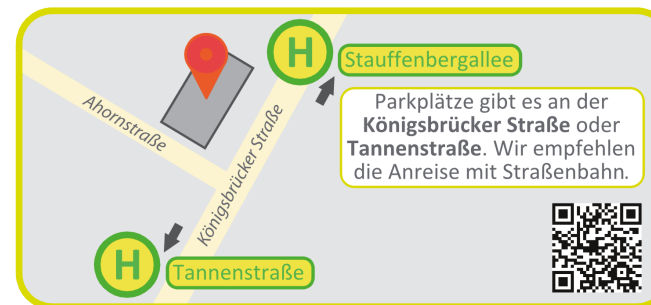 H
Stauffenbergallee
Parkplätze gibt es an der
Königsbrücker Straße oder
Tannenstraße. Wir empfehlen
die Anreise mit Straßenbahn.
Ahornstraße
Königsbrücker Straße
H
Tannenstraße